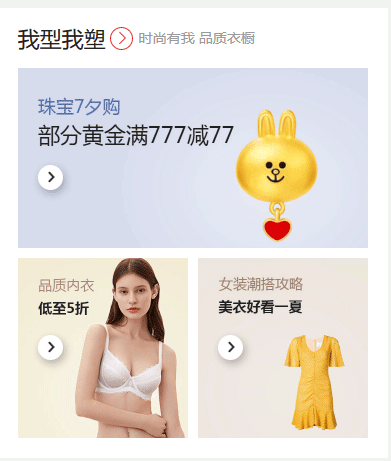 我型我塑 时尚有我 品质衣橱
珠宝7夕购
部分黄金满777减77
品质内衣
低至5折
女装潮搭攻略
美衣好看一夏